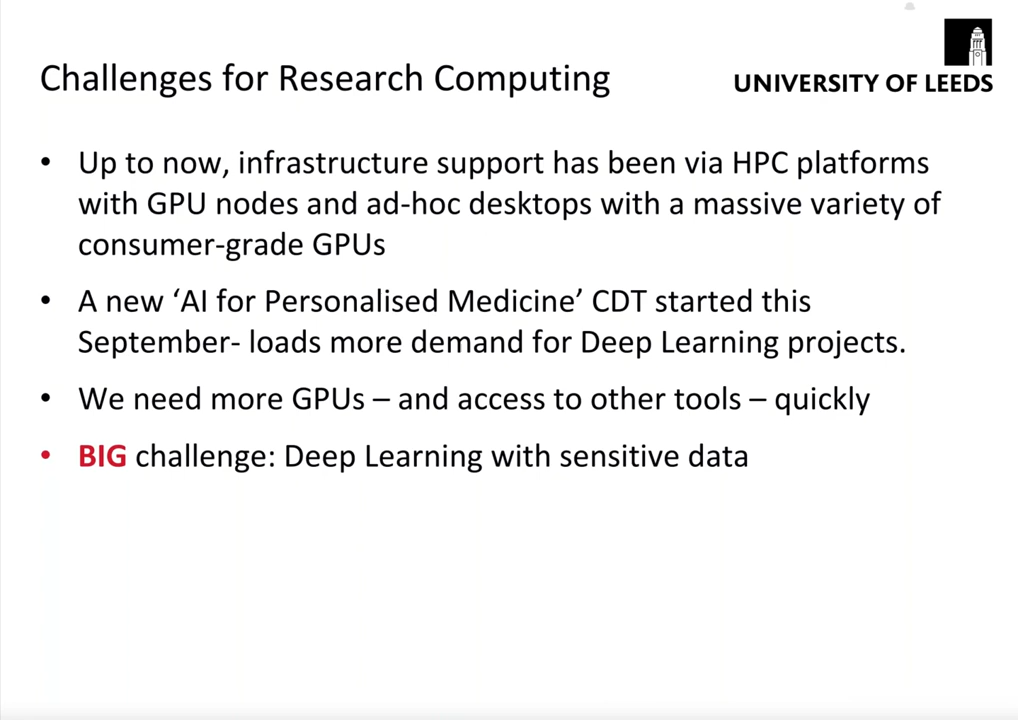 Challenges for Research Computing
UNIVERSITY OF LEEDS
• Up to now, infrastructure support has been via HPC platforms
with GPU nodes and ad-hoc desktops with a massive variety of
consumer-grade GPUs
• A new ‘AI for Personalised Medicine’ CDT started this
September- loads more demand for Deep Learning projects.
• We need more GPUs – and access to other tools – quickly
• BIG challenge: Deep Learning with sensitive data